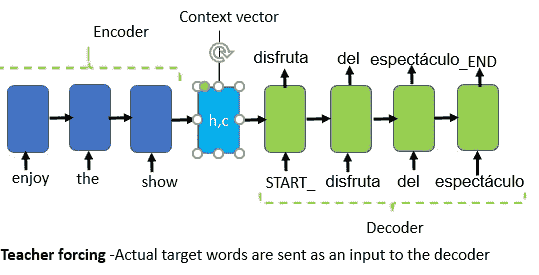 Context vector
Encoder
disfruta del espectáculo_END
h,c
enjoy the show START_ disfruta del espectáculo
Decoder
Teacher forcing -Actual target words are sent as an input to the decoder